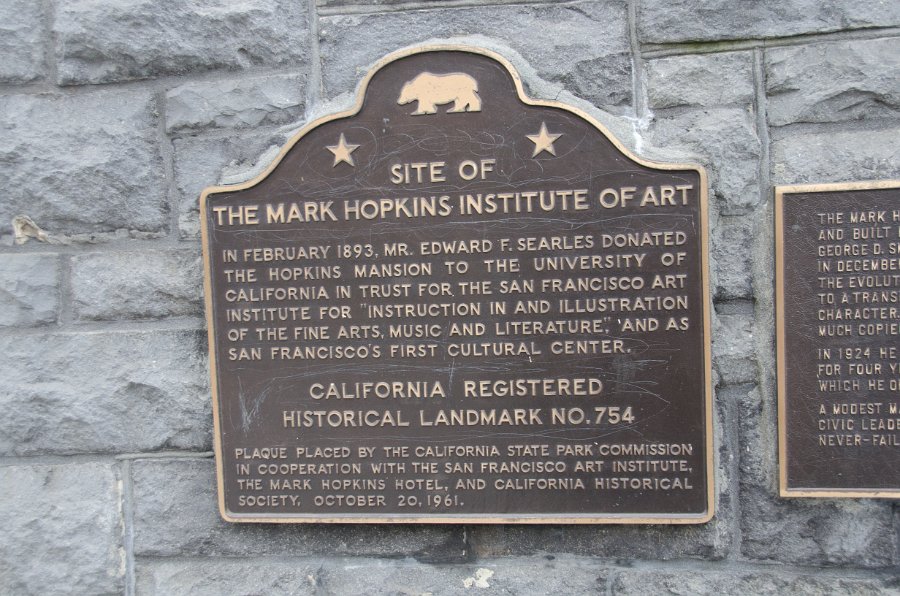 SITE OF
THE MARK HOPKINS INSTITUTE OF ART
IN FEBRUARY 1893, MR. EDWARD F. SEARLES DONATED
THE HOPKINS MANSION TO THE UNIVERSITY OF
CALIFORNIA IN TRUST FOR THE SAN FRANCISCO ART
INSTITUTE FOR "INSTRUCTION IN AND ILLUSTRATION
OF THE FINE ARTS, MUSIC AND LITERATURE," AND AS
SAN FRANCISCO'S FIRST CULTURAL CENTER.
CALIFORNIA REGISTERED
HISTORICAL LANDMARK NO. 754
PLAQUE PLACED BY THE CALIFORNIA STATE PARK COMMISSION
IN COOPERATION WITH THE SAN FRANCISCO ART INSTITUTE,
THE MARK HOPKINS HOTEL, AND CALIFORNIA HISTORICAL
SOCIETY, OCTOBER 20, 1961.
THE MARK H
AND BUILT
GEORGE D. S
IN DECEMBE
THE EVOLUT
TO A TRANS
CHARACTER.
MUCH COPIE
IN 1924 HE
FOR FOUR Y
WHICH HE O
A MODEST MA
CIVIC LEADE
NEVER-FAIL